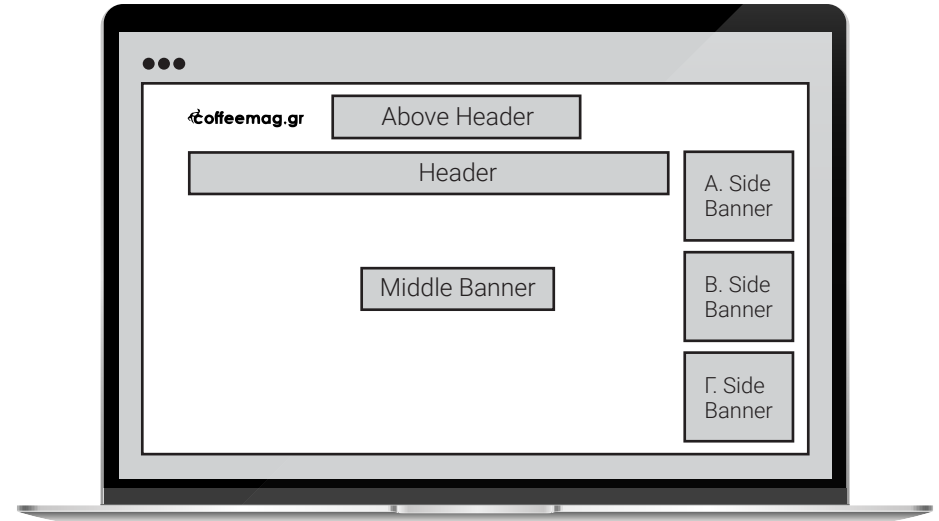 coffeemag.gr
Above Header
Header
A. Side
Banner
Middle Banner
B. Side
Banner
Γ. Side
Banner